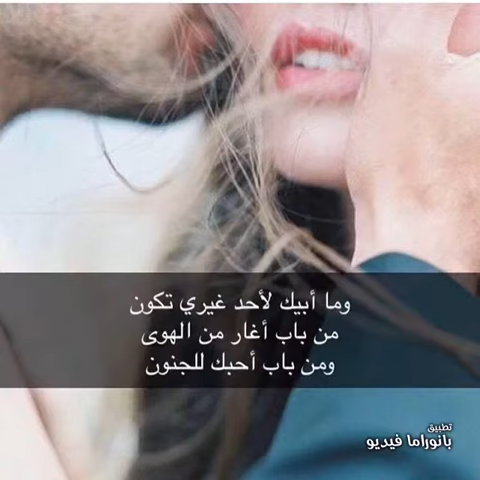 وما أبيك لأحد غيري تكون
من باب أغار من الهوى
ومن باب أحبك للجنون
تطبيق
بانوراما فيديو